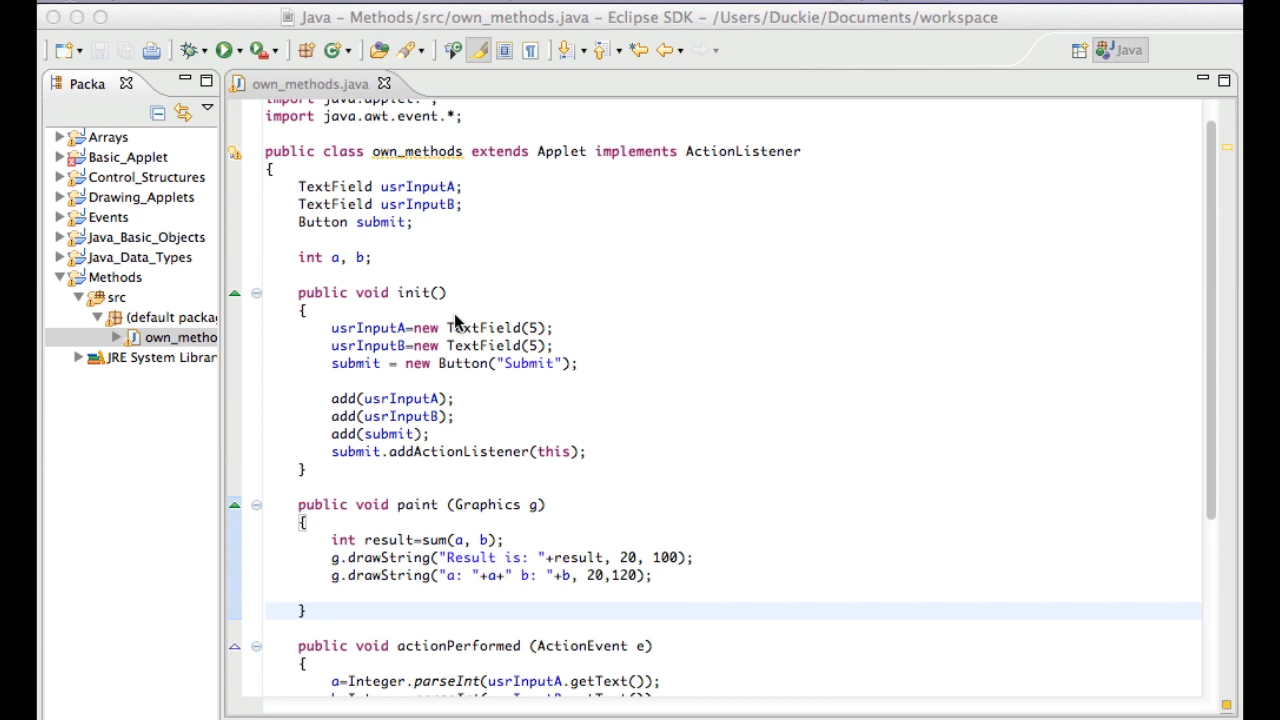 Java – Methods/src/own_methods.java – Eclipse SDK – /Users/Duckie/Documents/workspace
Java
Packa
own_methods.java
Arrays
Basic_Applet
Control_Structures
Drawing_Applets
Events
Java_Basic_Objects
Java_Data_Types
Methods
src
(default packa
own_metho
JRE System Librar
import java.applet.*;
import java.awt.event.*;
public class own_methods extends Applet implements ActionListener
{
TextField usrInputA;
TextField usrInputB;
Button submit;
int a, b;
public void init()
{
usrInputA=new TextField(5);
usrInputB=new TextField(5);
submit = new Button("Submit");
add(usrInputA);
add(usrInputB);
add(submit);
submit.addActionListener(this);
}
public void paint (Graphics g)
{
int result=sum(a, b);
g.drawString("Result is: "+result, 20, 100);
g.drawString("a: "+a+" b: "+b, 20,120);
}
public void actionPerformed (ActionEvent e)
{
a=Integer.parseInt(usrInputA.getText());